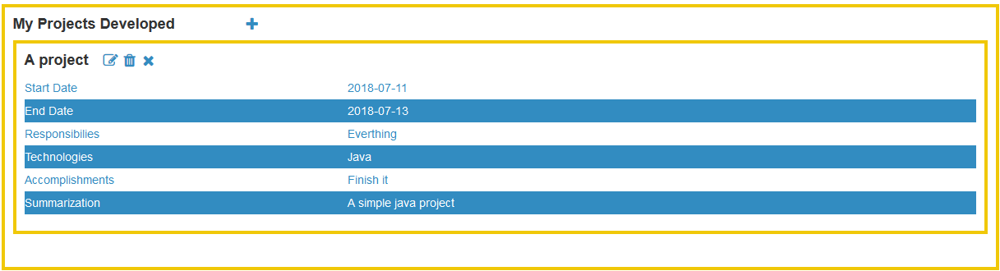 My Projects Developed
A project
Start Date 2018-07-11
End Date 2018-07-13
Responsibilies Everthing
Technologies Java
Accomplishments Finish it
Summarization A simple java project